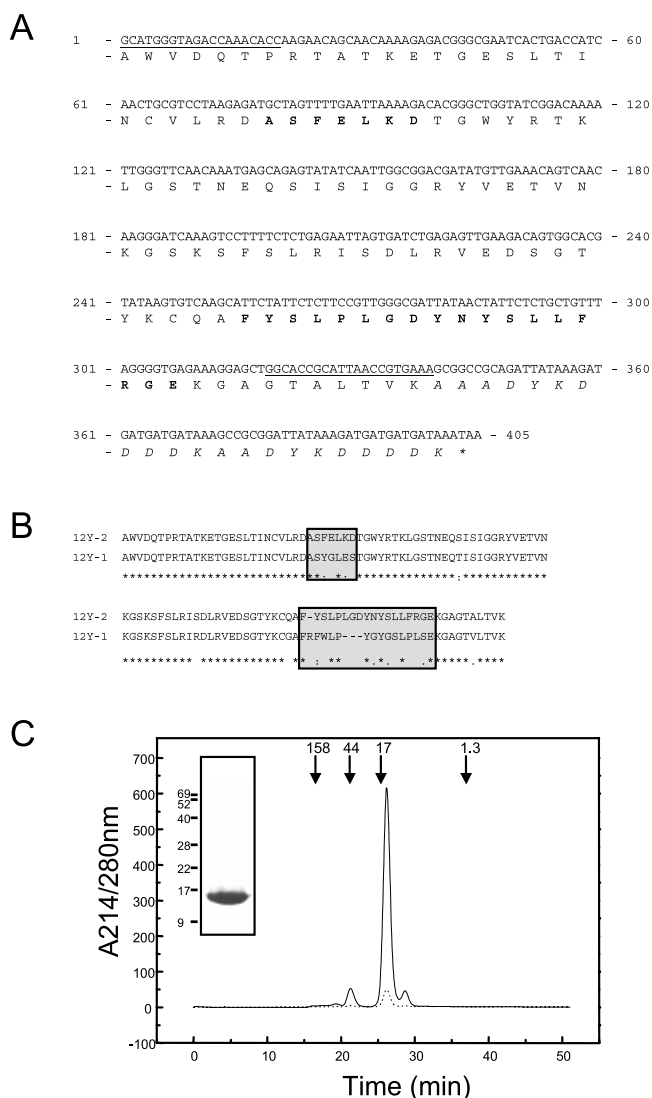 A
1 - GCATGGGTAGACCAAACACCAAGAACAGCAACAAAAGAGACGGGCGAATCACTGACCATC - 60
- A W V D Q T P R T A T K E T G E S L T I
61 - AACTGCGTCCTAAGAGATGCTAGTTTTGAATTAAAAGACACGGGCTGGTATCGGACAAAA - 120
- N C V L R D A S F E L K D T G W Y R T K
121 - TTGGGTTCAACAAATGAGCAGAGTATATCAATTGGCGGACGATATGTTGAAACAGTCAAC - 180
- L G S T N E Q S I S I G G R Y V E T V N
181 - AAGGGATCAAAGTCCTTTTCTCTGAGAATTAGTGATCTGAGAGTTGAAGACAGTGGCACG - 240
- K G S K S F S L R I S D L R V E D S G T
241 - TATAAGTGTCAAGCATTCTATTCTCTTCCGTTGGGCGATTATAACTATTCTCTGCTGTTT - 300
- Y K C Q A F Y S L P L G D Y N Y S L L F
301 - AGGGGTGAGAAAGGAGCTGGCACCGCATTAACCGTGAAAGCGGCCGCAGATTATAAAGAT - 360
- R G E K G A G T A L T V K A A A D Y K D
361 - GATGATGATAAAGCCGCGGATTATAAAGATGATGATGATAAATAA - 405
- D D D K A A D Y K D D D D K *
B
12Y-2 AWVDQTPRTATKETGESLTINCVLRDASFELKDTGWYRTKLGSTNEQSISIGGRYVETVN
12Y-1 AWVDQTPRTATKETGESLTINCVLRDASYGLESTGWYRTKLGSTNEQTISIGGRYVETVN
****************************:.*:.**************:************
12Y-2 KGSKSFSLRISDLRVEDSGTYKCQAF-YSLPLGDYNYSLLFRGEKGAGTALTVK
12Y-1 KGSKSFSLRIRDLRVEDSGTYKCGAFRFWLP---YGYGSLPLSEKGAGTVLTVK
C
158 44 17 1.3
700
600
500
400
300
200
100
0
-100
69
52
40
28
22
17
9
A214/280nm
0 10 20 30 40 50
Time (min)